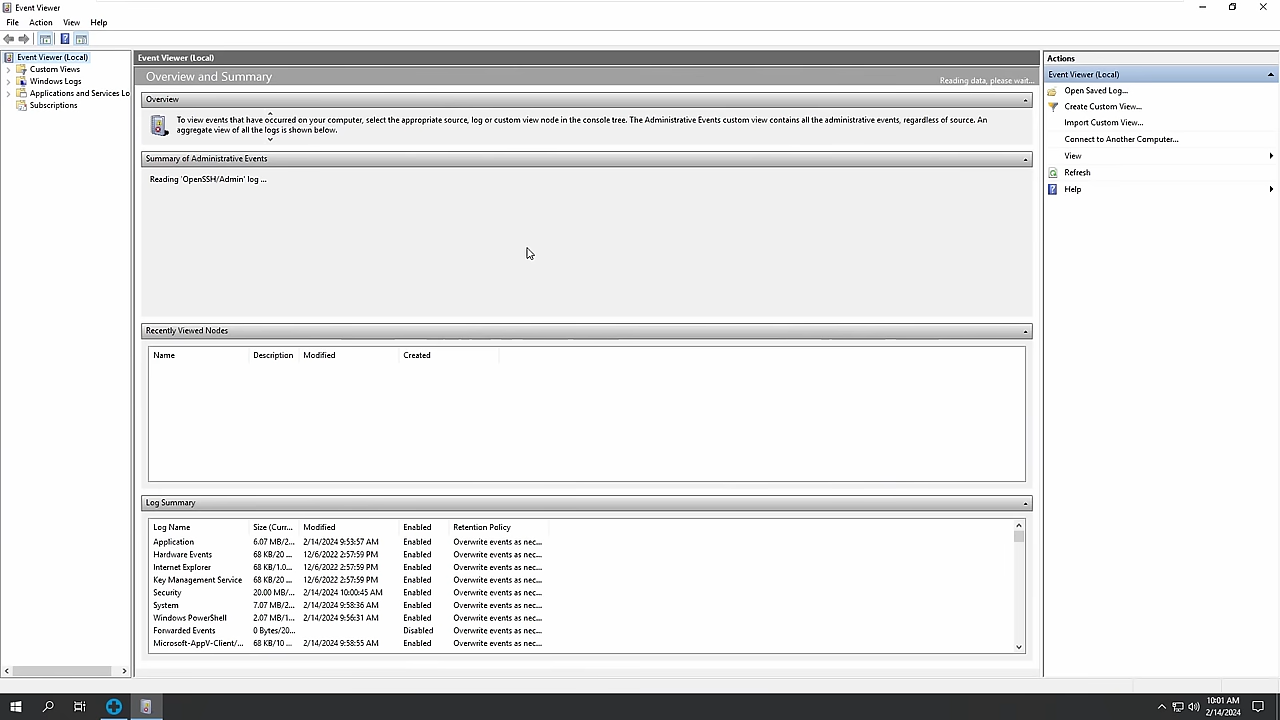 Event Viewer
File Action View Help
Event Viewer (Local)
Custom Views
Windows Logs
Applications and Services Lo
Subscriptions
Event Viewer (Local)
Overview and Summary
Reading data, please wait...
Overview
To view events that have occurred on your computer, select the appropriate source, log or custom view node in the console tree. The Administrative Events custom view contains all the administrative events, regardless of source. An
aggregate view of all the logs is shown below.
Summary of Administrative Events
Reading 'OpenSSH/Admin' log ...
Recently Viewed Nodes
Name Description Modified Created
Log Summary
Log Name Size (Curr... Modified Enabled Retention Policy
Application 6.07 MB/2... 2/14/2024 9:53:57 AM Enabled Overwrite events as nec...
Hardware Events 68 KB/20 ... 12/6/2022 2:57:59 PM Enabled Overwrite events as nec...
Internet Explorer 68 KB/1.0... 12/6/2022 2:57:59 PM Enabled Overwrite events as nec...
Key Management Service 68 KB/20 ... 12/6/2022 2:57:59 PM Enabled Overwrite events as nec...
Security 20.00 MB/... 2/14/2024 10:00:45 AM Enabled Overwrite events as nec...
System 7.07 MB/2... 2/14/2024 9:58:36 AM Enabled Overwrite events as nec...
Windows PowerShell 2.07 MB/1... 2/14/2024 9:56:31 AM Enabled Overwrite events as nec...
Forwarded Events 0 Bytes/20... Disabled Overwrite events as nec...
Microsoft-AppV-Client/... 68 KB/10 ... 2/14/2024 9:58:55 AM Enabled Overwrite events as nec...
Actions
Event Viewer (Local)
Open Saved Log...
Create Custom View...
Import Custom View...
Connect to Another Computer...
View
Refresh
Help
10:01 AM
2/14/2024